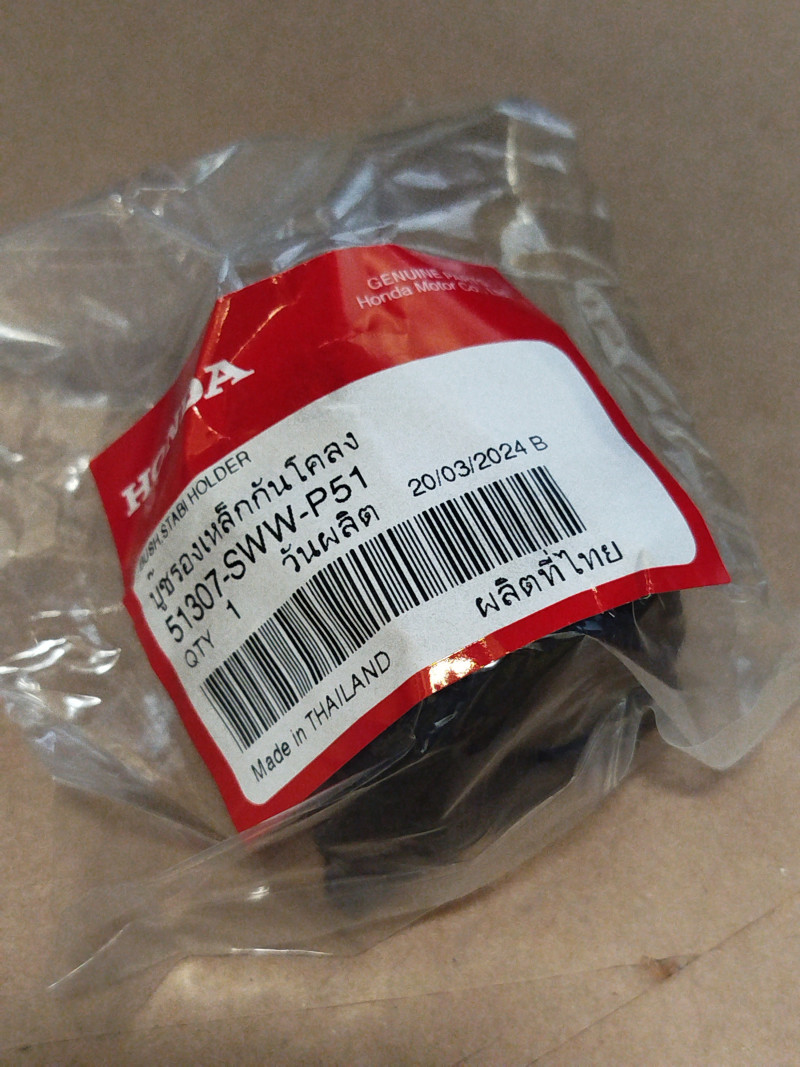 GENUINE PARTS
Honda Motor Co., Ltd.
HONDA
BUSH,STABI HOLDER
บู๊ชรองเหล็กกันโคลง
51307-SWW-P51
QTY 1 วันผลิต 20/03/2024 B
Made in THAILAND ผลิตที่ไทย